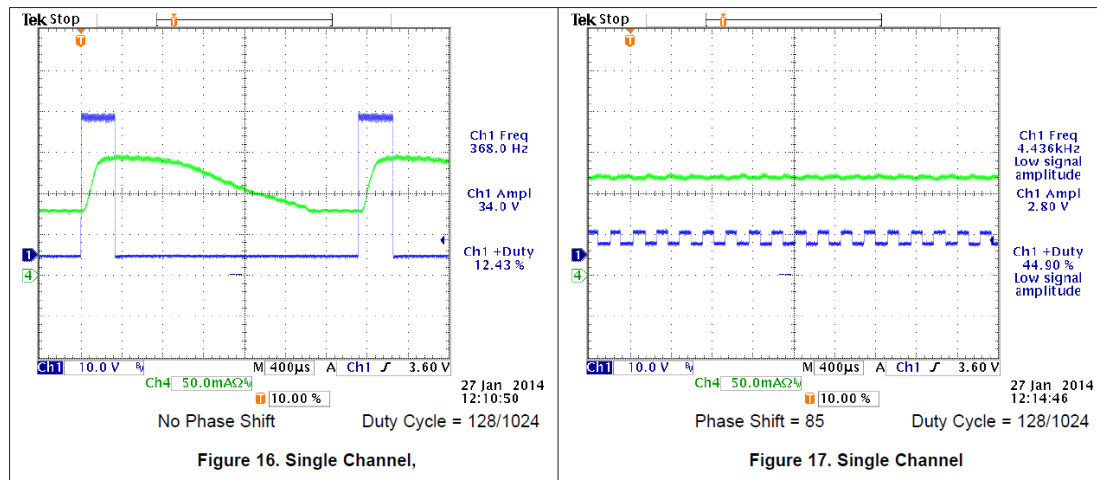 Tek Stop
T
T
Ch1 Freq
368.0 Hz
Ch1 Ampl
34.0 V
Ch1 +Duty
12.43 %
1
4
Ch1 10.0 V M 400µs A Ch1 3.60 V
Ch4 50.0mAΩ
T 10.00 %
27 Jan 2014
12:10:50
No Phase Shift Duty Cycle = 128/1024
Figure 16. Single Channel,
Tek Stop
T
T
Ch1 Freq
4.436kHz
Low signal
amplitude
Ch1 Ampl
2.80 V
Ch1 +Duty
44.90 %
Low signal
amplitude
1
4
Ch1 10.0 V M 400µs A Ch1 3.60 V
Ch4 50.0mAΩ
T 10.00 %
27 Jan 2014
12:14:46
Phase Shift = 85 Duty Cycle = 128/1024
Figure 17. Single Channel